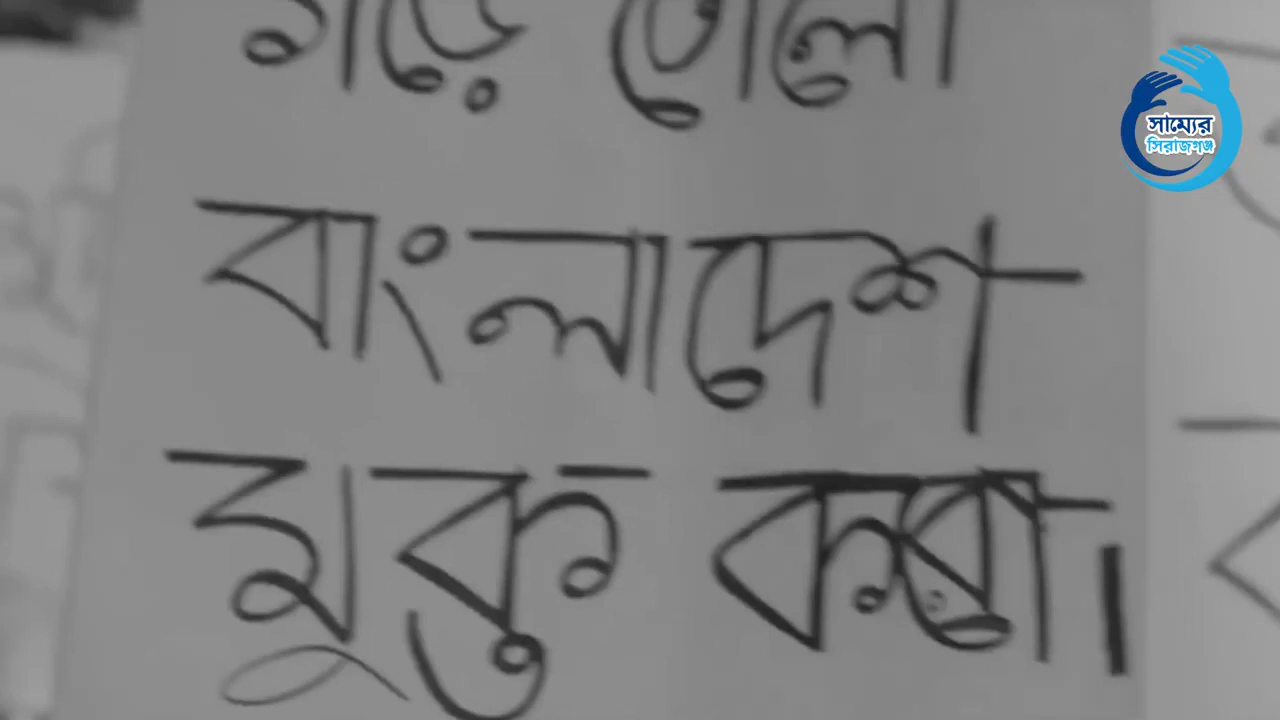 গড়ে তোলো
বাংলাদেশ
মুক্ত করো।
সাম্যের
সিরাজগঞ্জ